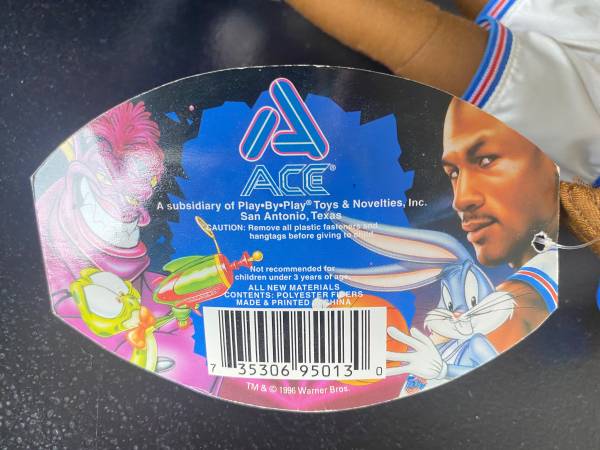 ACE®
A subsidiary of Play•By•Play® Toys & Novelties, Inc.
San Antonio, Texas
CAUTION: Remove all plastic fasteners and
hangtags before giving to child.
Not recommended for
children under 3 years of age.
ALL NEW MATERIALS
CONTENTS: POLYESTER FIBERS
MADE & PRINTED IN CHINA
7 35306 95013 0
TM & © 1996 Warner Bros.